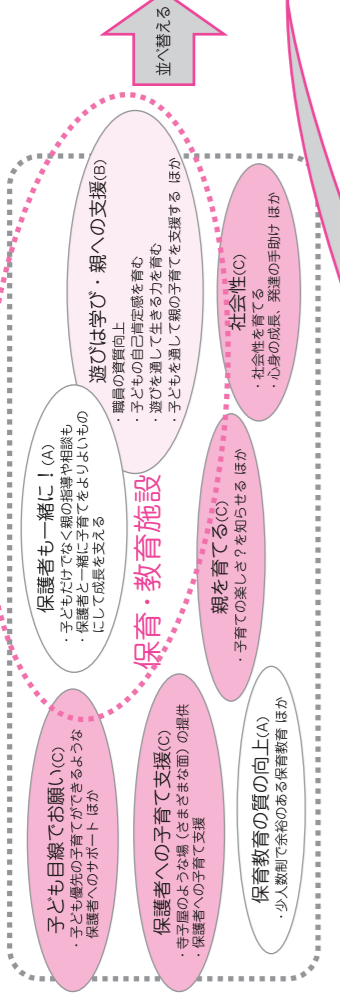 子ども目線でお願い(C)
・子ども優先の子育てができるような
保護者へのサポート ほか
保護者も一緒に!(A)
・子どもだけでなく親の指導や相談も
・保護者と一緒に子育てをよりよいもの
にして成長を支える
遊びは学び・親への支援(B)
・職員の資質向上
・子どもの自己肯定感を育む
・遊びを通して生きる力を育む
・子どもを通して親の子育てを支援する ほか
保育・教育施設
保護者への子育て支援(C)
・寺子屋のような場(さまざまな面)の提供
・保護者への子育て支援
親を育てる(C)
・子育ての楽しさ?を知らせる ほか
社会性(C)
・社会性を育てる
・心身の成長、発達の手助け ほか
保育教育の質の向上(A)
・少人数制で余裕のある保育教育 ほか
並べ替える